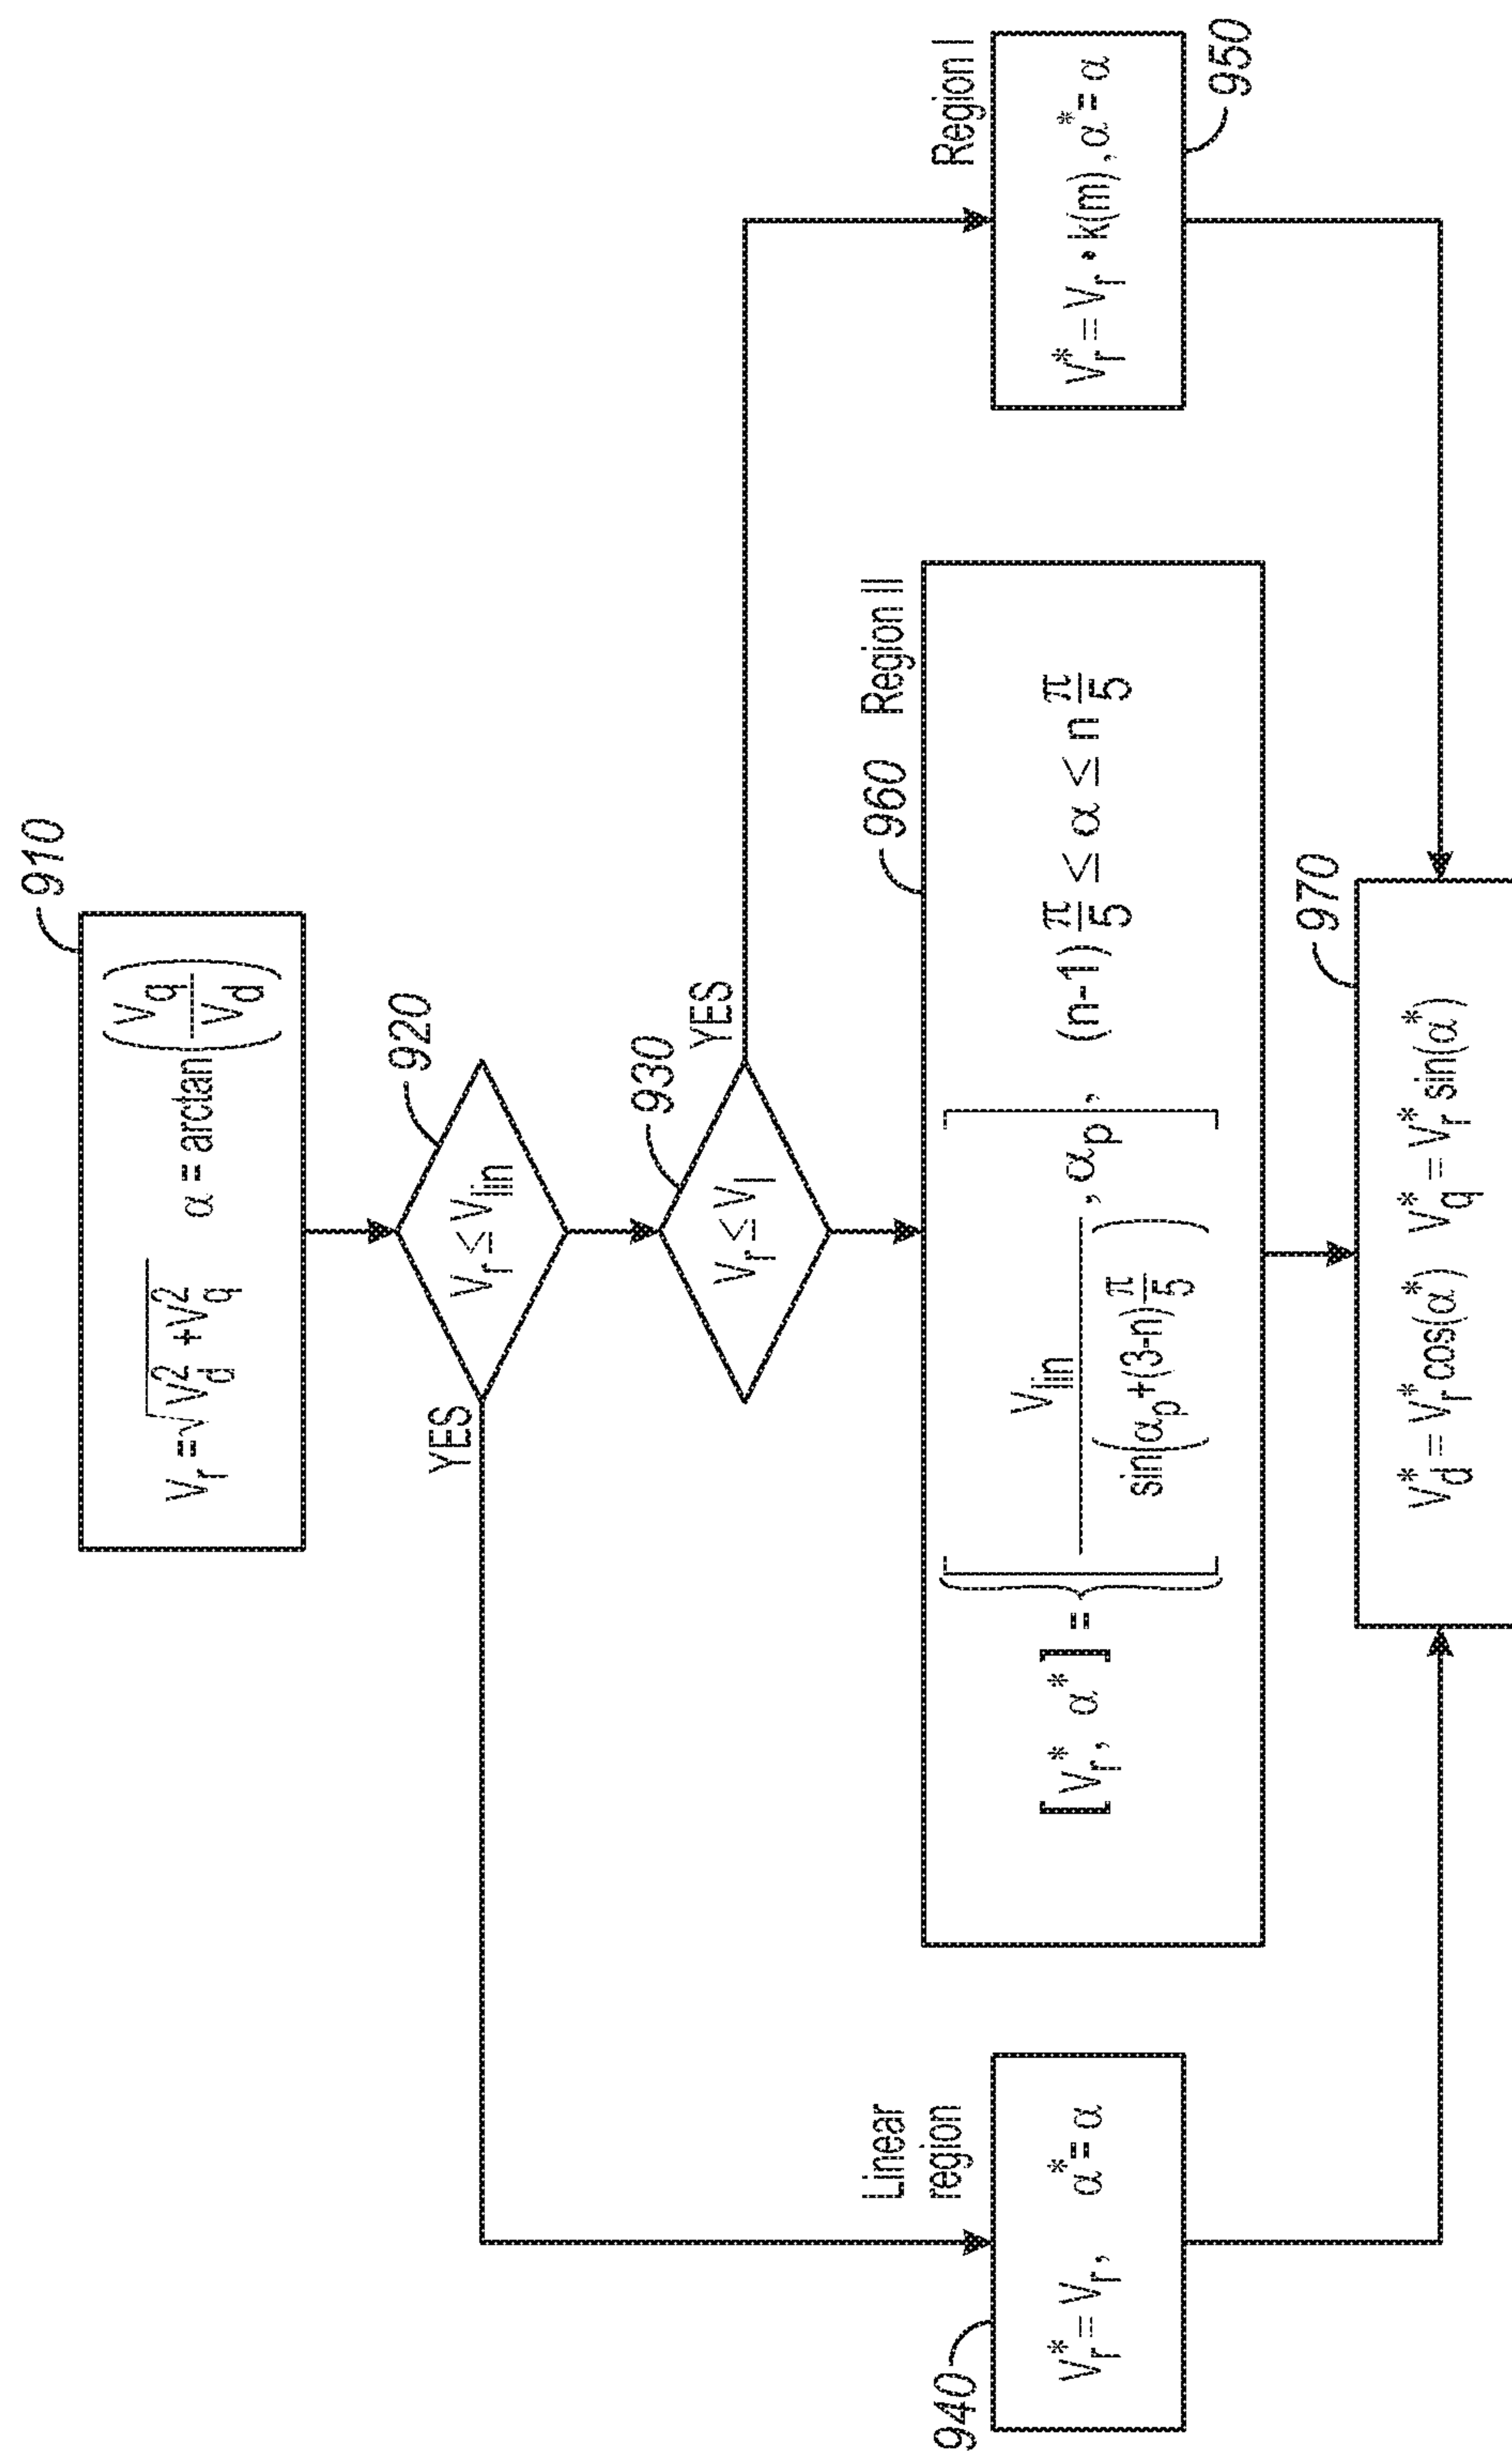 910
V_r = √(V_d^2 + V_q^2)   α = arctan(V_q / V_d)
920
V_r ≤ V_lin
YES
930
V_r ≤ V_I
YES
940
Linear
region
V_r^* = V_r,   α^* = α
960
Region II
[V_r^*, α^*] = { [ V_lin / sin(α_p+(3-n) π/5) , α_p ,   (n-1) π/5 ≤ α ≤ n π/5 ]
Region I
V_r^* = V_r • k(m), α^* = α
950
970
V_d^* = V_r^* cos(α^*)   V_q^* = V_r^* sin(α^*)